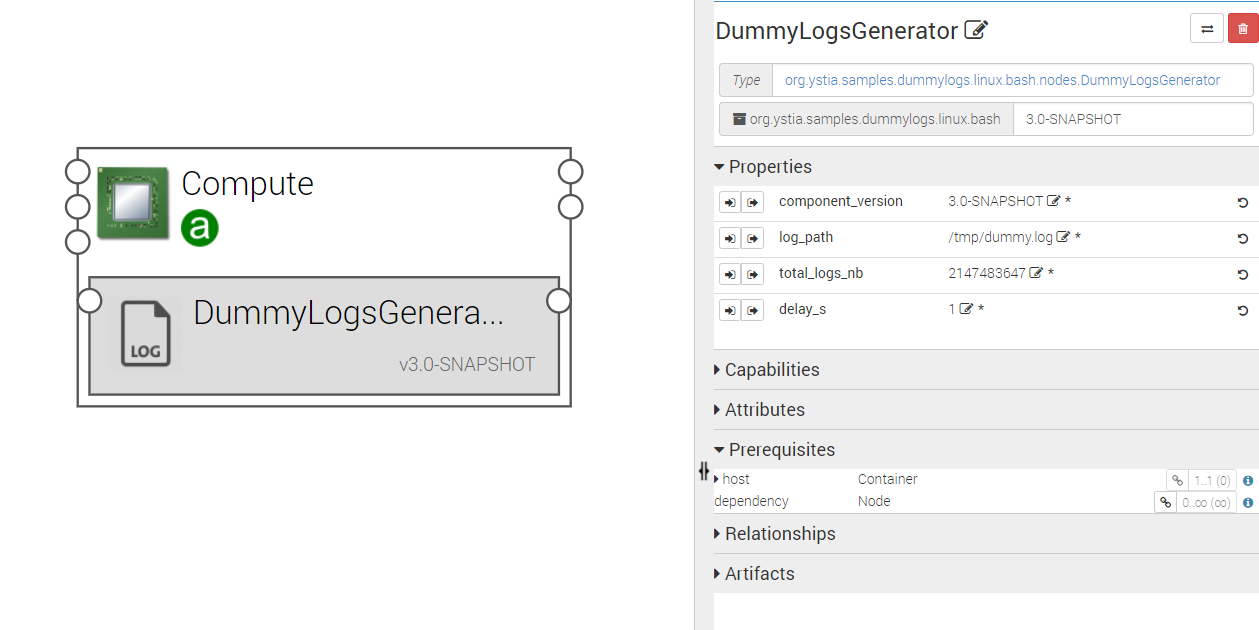 Compute
a
DummyLogsGenera...
LOG
v3.0-SNAPSHOT
DummyLogsGenerator
Type org.ystia.samples.dummylogs.linux.bash.nodes.DummyLogsGenerator
org.ystia.samples.dummylogs.linux.bash 3.0-SNAPSHOT
Properties
component_version 3.0-SNAPSHOT *
log_path /tmp/dummy.log *
total_logs_nb 2147483647 *
delay_s 1 *
Capabilities
Attributes
Prerequisites
host Container 1..1 (0)
dependency Node 0..∞ (∞)
Relationships
Artifacts